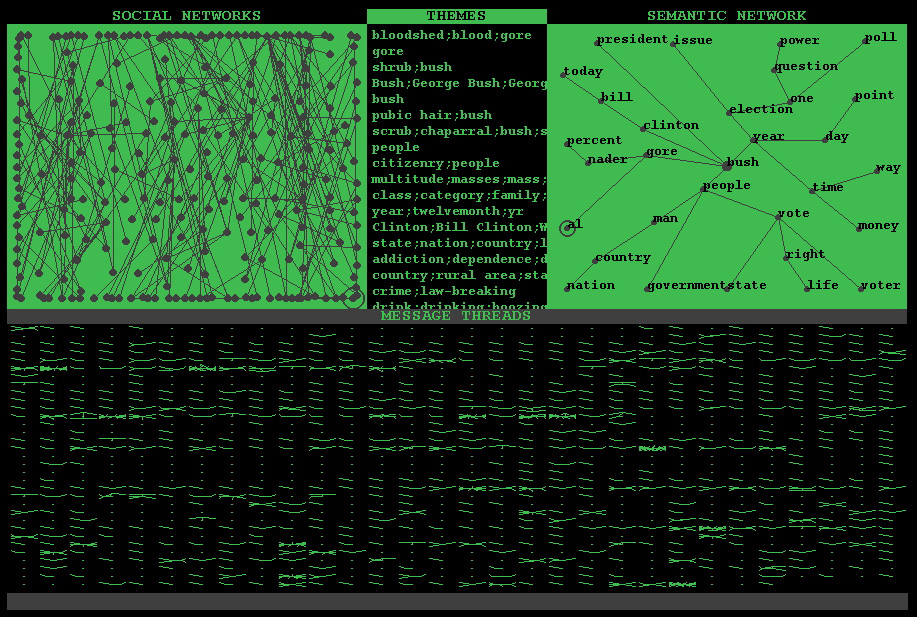 SOCIAL NETWORKS
THEMES
SEMANTIC NETWORK
bloodshed;blood;gore
gore
shrub;bush
Bush;George Bush;Georg
bush
pubic hair;bush
scrub;chaparral;bush;s
people
citizenry;people
multitude;masses;mass;
class;category;family;
year;twelvemonth;yr
Clinton;Bill Clinton;W
state;nation;country;l
addiction;dependence;d
country;rural area;sta
crime;law-breaking
drink;drinking;boozing
president
issue
power
poll
today
question
bill
one
point
election
clinton
percent
year
day
nader
gore
bush
way
people
time
al
man
vote
money
country
right
nation
government
state
life
voter
MESSAGE THREADS